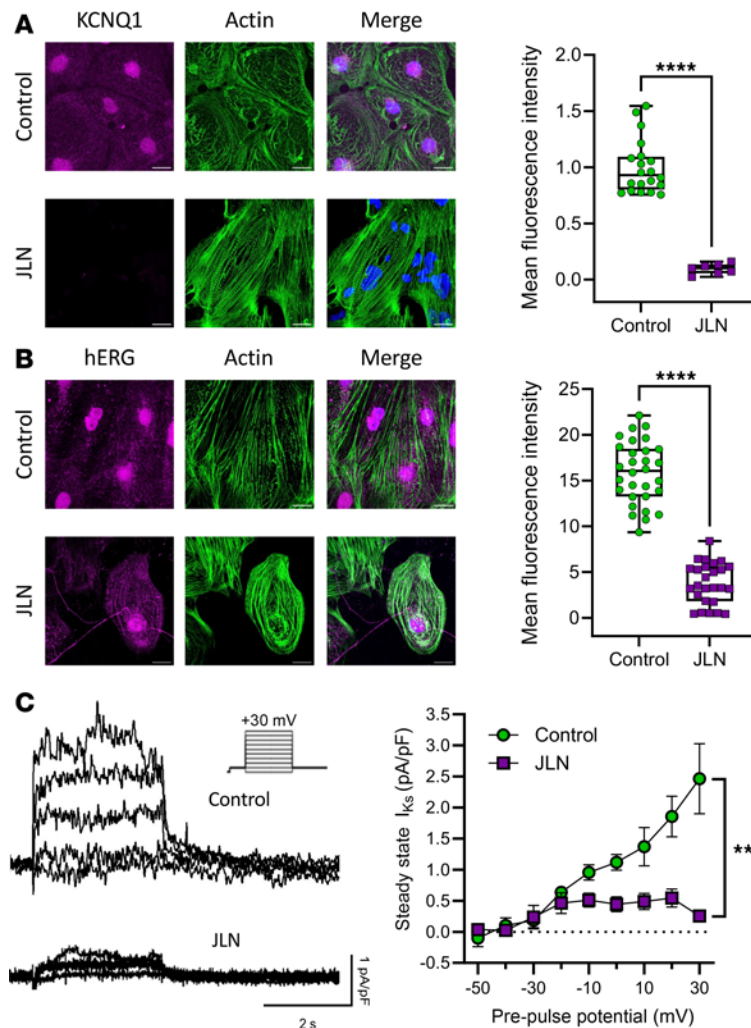 A
KCNQ1 Actin Merge
Control
JLN
Mean fluorescence intensity
2.0
1.5
1.0
0.5
0.0
****
Control JLN
B
hERG Actin Merge
Control
JLN
Mean fluorescence intensity
25
20
15
10
5
0
****
Control JLN
C
+30 mV
Control
JLN
1 pA/pF
2 s
Steady state IKs (pA/pF)
3.5
3.0
2.5
2.0
1.5
1.0
0.5
0.0
-0.5
Control
JLN
**
-50 -30 -10 10 30
Pre-pulse potential (mV)